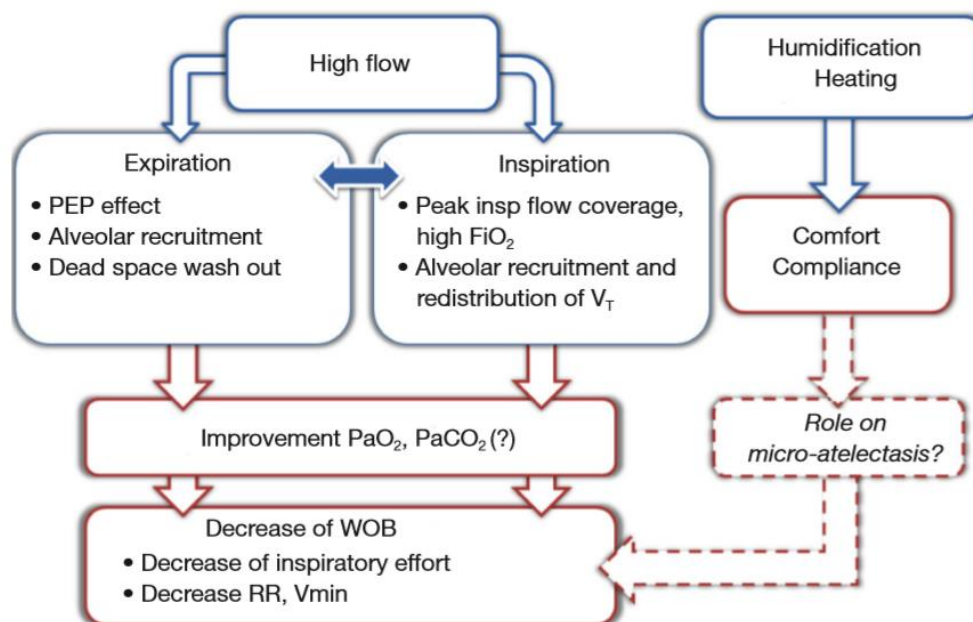 High flow
Humidification
Heating
Expiration
• PEP effect
• Alveolar recruitment
• Dead space wash out
Inspiration
• Peak insp flow coverage,
high FiO₂
• Alveolar recruitment and
redistribution of V_T
Comfort
Compliance
Improvement PaO₂, PaCO₂ (?)
Role on
micro-atelectasis?
Decrease of WOB
• Decrease of inspiratory effort
• Decrease RR, Vmin